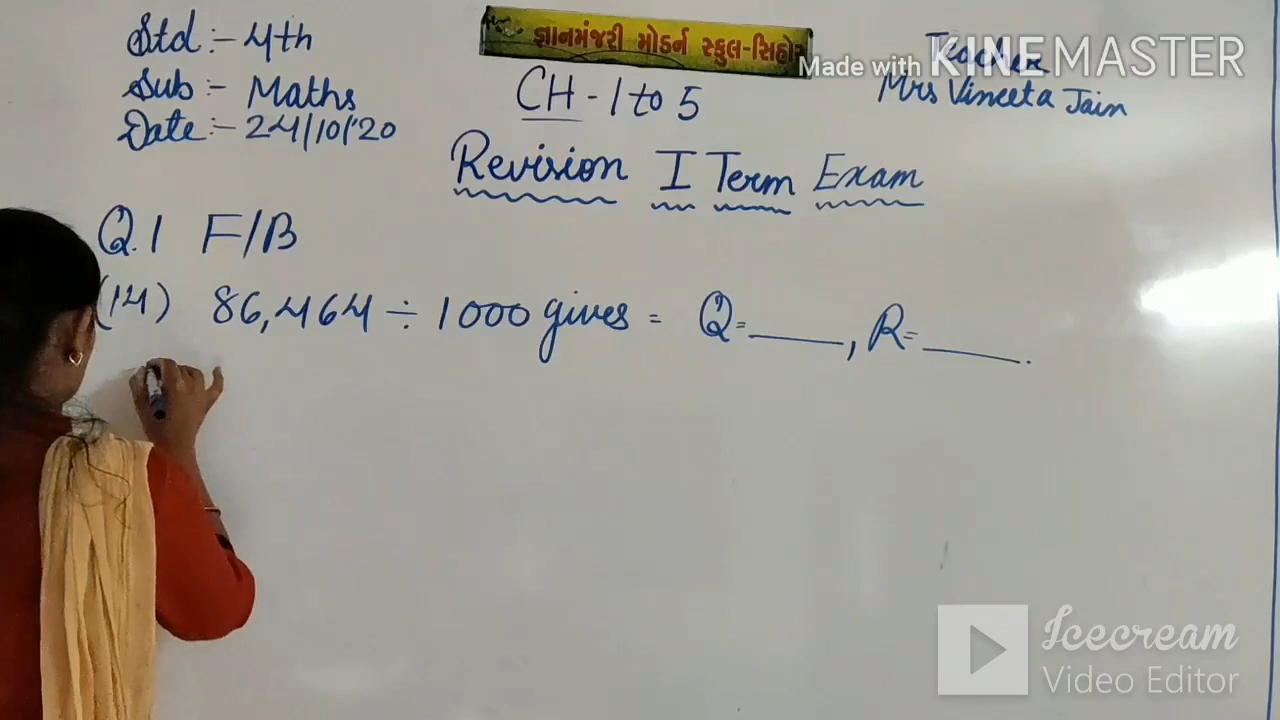 Std :- 4th
Sub :- Maths
Date :- 24/10/'20
જ્ઞાનમંજરી મોડર્ન સ્કુલ-સિહોર
CH - 1 to 5
Made with KINEMASTER
Teacher
Mrs Vineeta Jain
Revision I Term Exam
Q.1 F/B
(14) 86,464 ÷ 1000 gives = Q= ____, R= ____.
Icecream
Video Editor